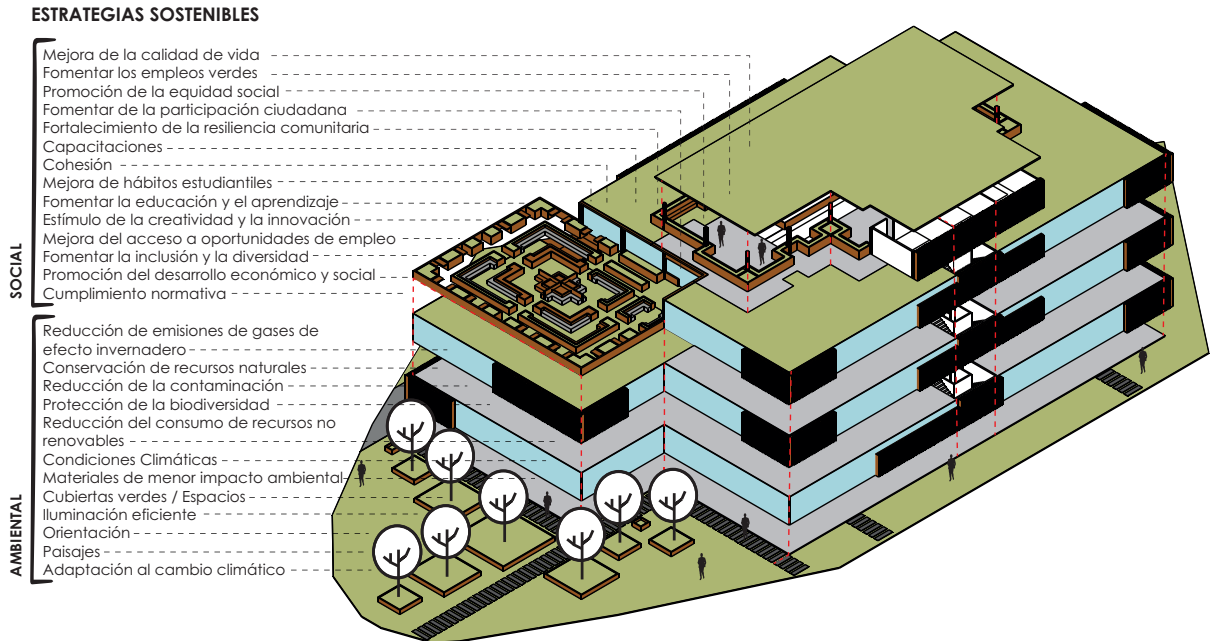 ESTRATEGIAS SOSTENIBLES
SOCIAL
Mejora de la calidad de vida
Fomentar los empleos verdes
Promoción de la equidad social
Fomentar de la participación ciudadana
Fortalecimiento de la resiliencia comunitaria
Capacitaciones
Cohesión
Mejora de hábitos estudiantiles
Fomentar la educación y el aprendizaje
Estímulo de la creatividad y la innovación
Mejora del acceso a oportunidades de empleo
Fomentar la inclusión y la diversidad
Promoción del desarrollo económico y social
Cumplimiento normativa
AMBIENTAL
Reducción de emisiones de gases de
efecto invernadero
Conservación de recursos naturales
Reducción de la contaminación
Protección de la biodiversidad
Reducción del consumo de recursos no
renovables
Condiciones Climáticas
Materiales de menor impacto ambiental
Cubiertas verdes / Espacios
Iluminación eficiente
Orientación
Paisajes
Adaptación al cambio climático